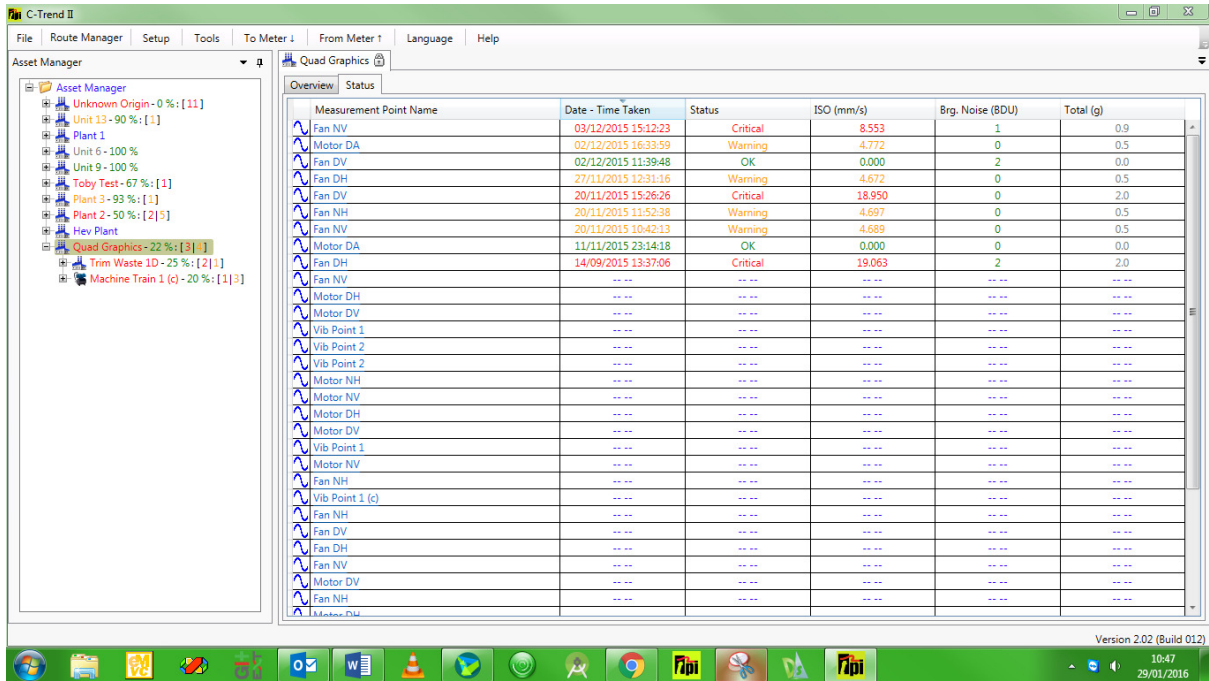 C-Trend II
File Route Manager Setup Tools To Meter ↓ From Meter ↑ Language Help
Asset Manager
Asset Manager
Unknown Origin - 0 % : [ 11 ]
Unit 13 - 90 % : [ 1 ]
Plant 1
Unit 6 - 100 %
Unit 9 - 100 %
Toby Test - 67 % : [ 1 ]
Plant 3 - 93 % : [ 1 ]
Plant 2 - 50 % : [ 2 | 5 ]
Hev Plant
Quad Graphics - 22 % : [ 3 | 4 ]
Trim Waste 1D - 25 % : [ 2 | 1 ]
Machine Train 1 (c) - 20 % : [ 1 | 3 ]
Quad Graphics
Overview Status
Measurement Point Name Date - Time Taken Status ISO (mm/s) Brg. Noise (BDU) Total (g)
Fan NV 03/12/2015 15:12:23 Critical 8.553 1 0.9
Motor DA 02/12/2015 16:33:59 Warning 4.772 0 0.5
Fan DV 02/12/2015 11:39:48 OK 0.000 2 0.0
Fan DH 27/11/2015 12:31:16 Warning 4.672 0 0.5
Fan DV 20/11/2015 15:26:26 Critical 18.950 0 2.0
Fan NH 20/11/2015 11:52:38 Warning 4.697 0 0.5
Fan NV 20/11/2015 10:42:13 Warning 4.689 0 0.5
Motor DA 11/11/2015 23:14:18 OK 0.000 0 0.0
Fan DH 14/09/2015 13:37:06 Critical 19.063 2 2.0
Fan NV -- -- -- -- -- -- -- -- -- --
Motor DH -- -- -- -- -- -- -- -- -- --
Motor DV -- -- -- -- -- -- -- -- -- --
Vib Point 1 -- -- -- -- -- -- -- -- -- --
Vib Point 2 -- -- -- -- -- -- -- -- -- --
Vib Point 2 -- -- -- -- -- -- -- -- -- --
Motor NH -- -- -- -- -- -- -- -- -- --
Motor NV -- -- -- -- -- -- -- -- -- --
Motor DH -- -- -- -- -- -- -- -- -- --
Motor DV -- -- -- -- -- -- -- -- -- --
Vib Point 1 -- -- -- -- -- -- -- -- -- --
Motor NV -- -- -- -- -- -- -- -- -- --
Fan NH -- -- -- -- -- -- -- -- -- --
Vib Point 1 (c) -- -- -- -- -- -- -- -- -- --
Fan NH -- -- -- -- -- -- -- -- -- --
Fan DV -- -- -- -- -- -- -- -- -- --
Fan DH -- -- -- -- -- -- -- -- -- --
Fan NV -- -- -- -- -- -- -- -- -- --
Motor DV -- -- -- -- -- -- -- -- -- --
Fan NH -- -- -- -- -- -- -- -- -- --
Motor DH
Version 2.02 (Build 012)
10:47
29/01/2016